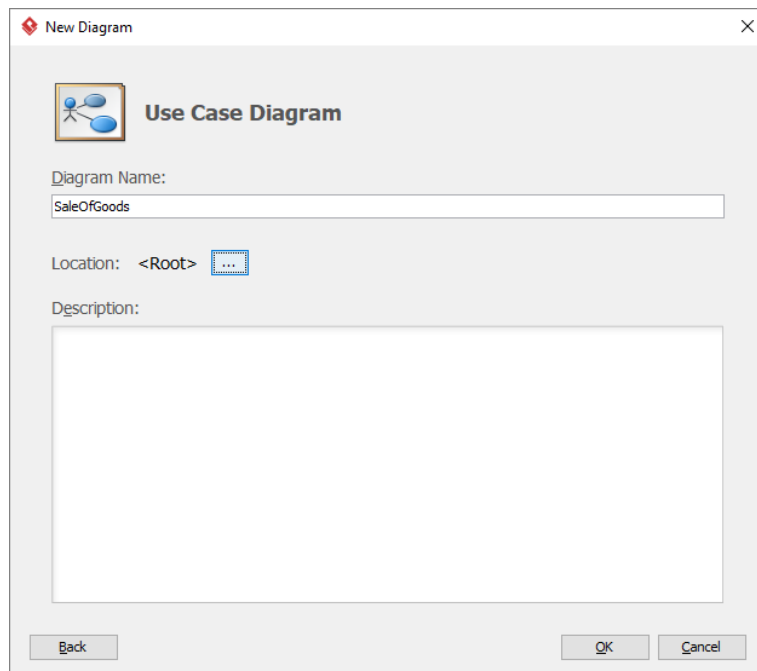 New Diagram
Use Case Diagram
Diagram Name:
SaleOfGoods
Location: <Root> ...
Description:
Back OK Cancel